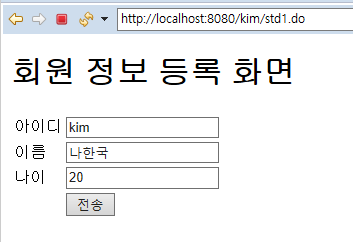 http://localhost:8080/kim/std1.do
회원 정보 등록 화면
아이디 kim
이름 나한국
나이 20
전송